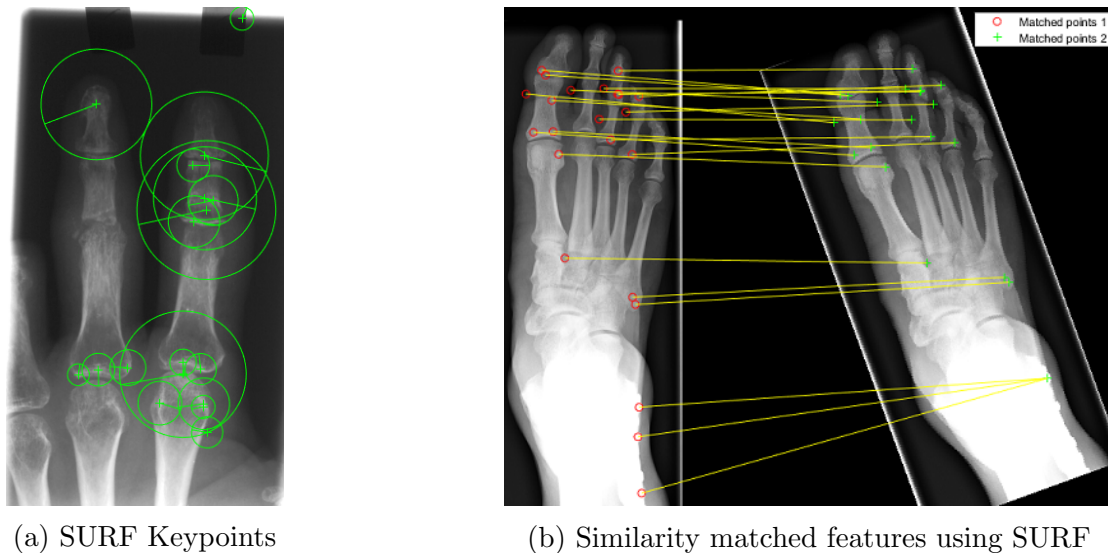 Matched points 1
Matched points 2
(a) SURF Keypoints
(b) Similarity matched features using SURF